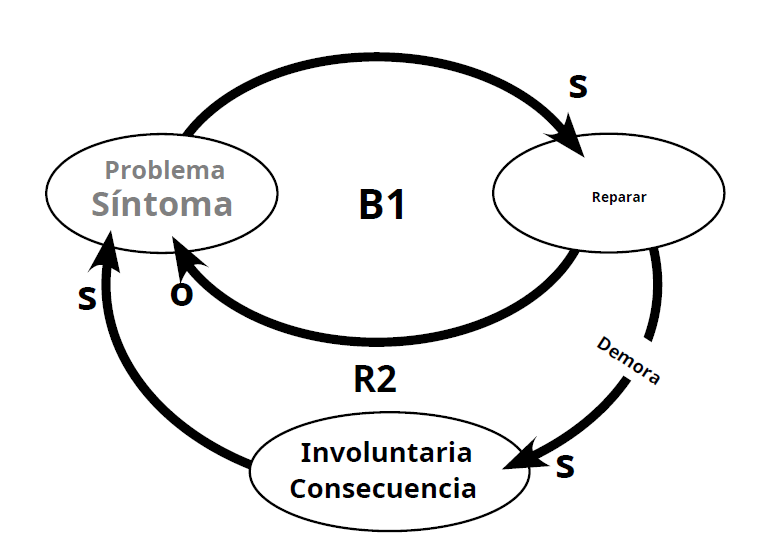 s
Problema
Síntoma
B1
Reparar
s
o
Demora
R2
Involuntaria
Consecuencia
s